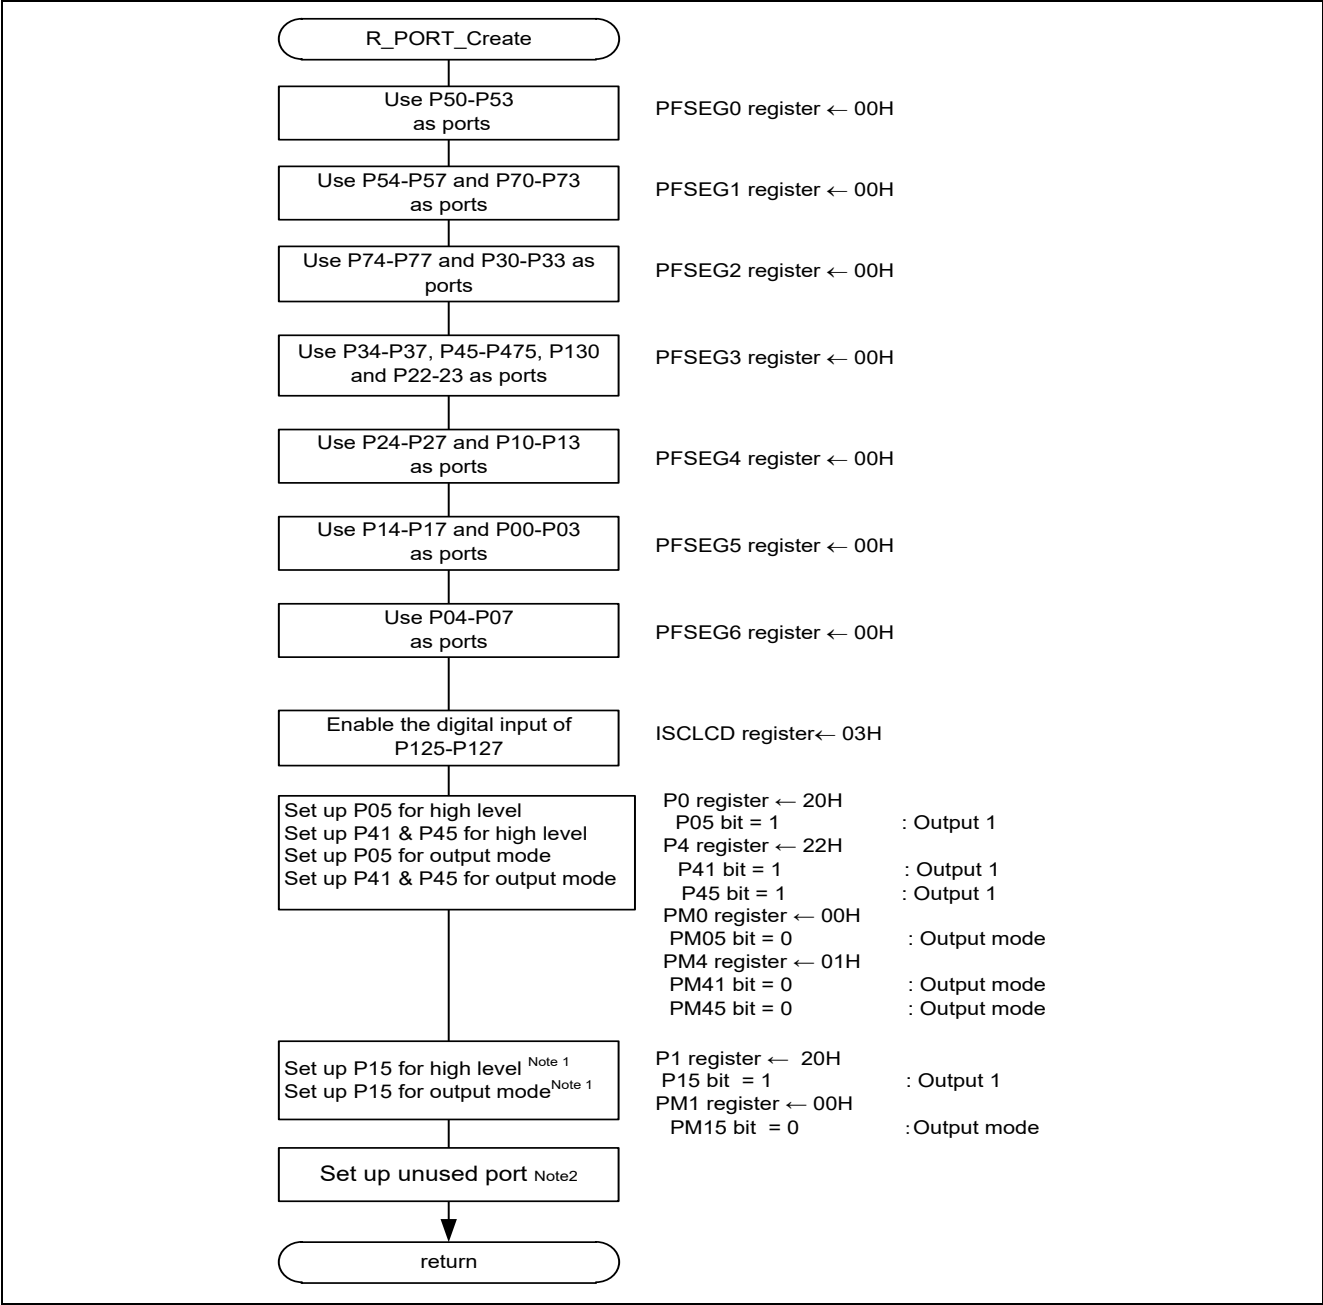 R_PORT_Create
Use P50-P53
as ports
PFSEG0 register ← 00H
Use P54-P57 and P70-P73
as ports
PFSEG1 register ← 00H
Use P74-P77 and P30-P33 as
ports
PFSEG2 register ← 00H
Use P34-P37, P45-P475, P130
and P22-23 as ports
PFSEG3 register ← 00H
Use P24-P27 and P10-P13
as ports
PFSEG4 register ← 00H
Use P14-P17 and P00-P03
as ports
PFSEG5 register ← 00H
Use P04-P07
as ports
PFSEG6 register ← 00H
Enable the digital input of
P125-P127
ISCLCD register← 03H
Set up P05 for high level
Set up P41 & P45 for high level
Set up P05 for output mode
Set up P41 & P45 for output mode
P0 register ← 20H
P05 bit = 1 : Output 1
P4 register ← 22H
P41 bit = 1 : Output 1
P45 bit = 1 : Output 1
PM0 register ← 00H
PM05 bit = 0 : Output mode
PM4 register ← 01H
PM41 bit = 0 : Output mode
PM45 bit = 0 : Output mode
Set up P15 for high level Note 1
Set up P15 for output mode Note 1
P1 register ← 20H
P15 bit = 1 : Output 1
PM1 register ← 00H
PM15 bit = 0 : Output mode
Set up unused port Note2
return